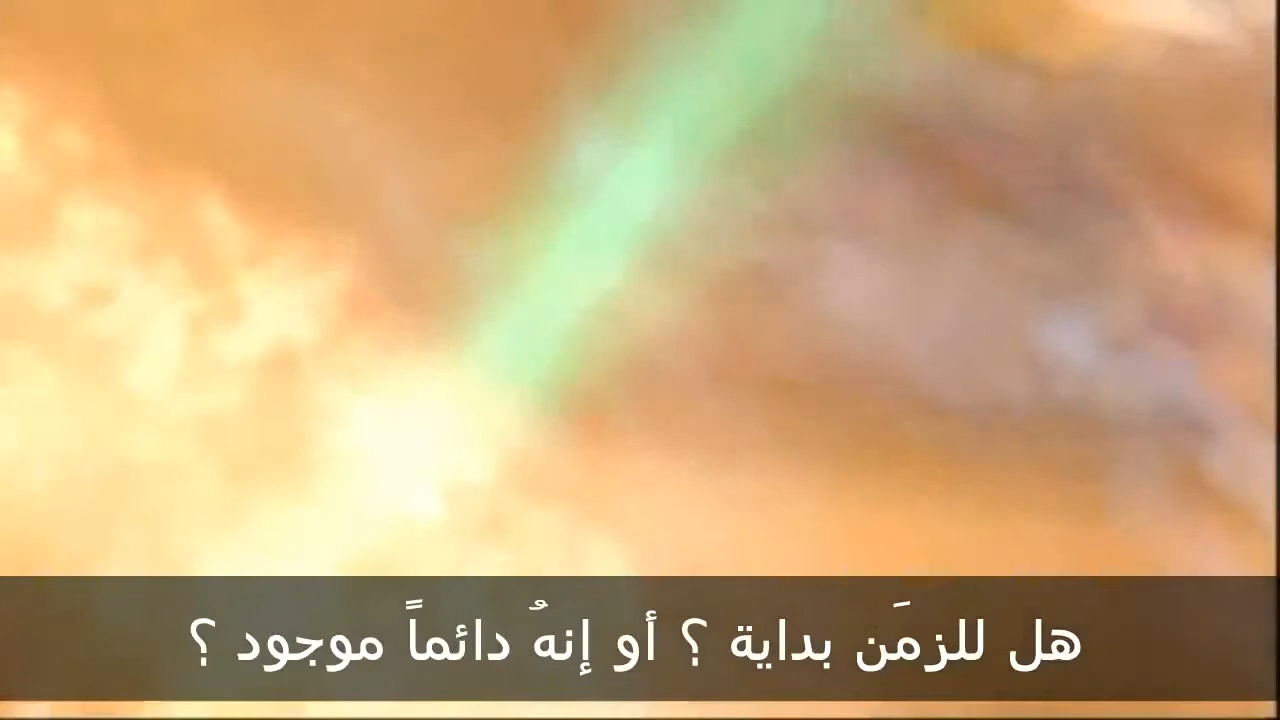 هل للزمَن بداية ؟ أو إنهُ دائماً موجود ؟